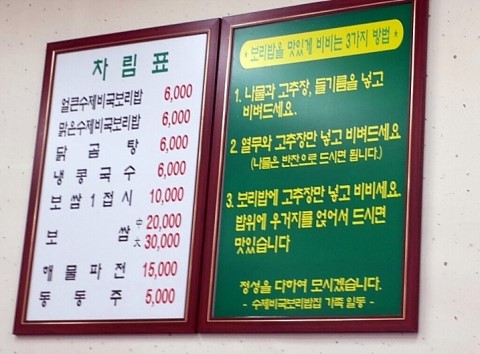 차림표
얼큰수제비국보리밥 6,000
맑은수제비국보리밥 6,000
닭곰탕 6,000
냉콩국수 6,000
보쌈1접시 10,000
보쌈 中 20,000
大 30,000
해물파전 15,000
동동주 5,000
* 보리밥을 맛있게 비비는 3가지 방법 *
1. 나물과 고추장, 들기름을 넣고
비벼드세요.
2. 열무와 고추장만 넣고 비벼드세요
(나물은 반찬으로 드시면 됩니다.)
3. 보리밥에 고추장만 넣고 비비세요.
밥위에 우거지를 얹어서 드시면
맛있습니다
정성을 다하여 모시겠습니다.
- 수제비국보리밥집 가족 일동 -